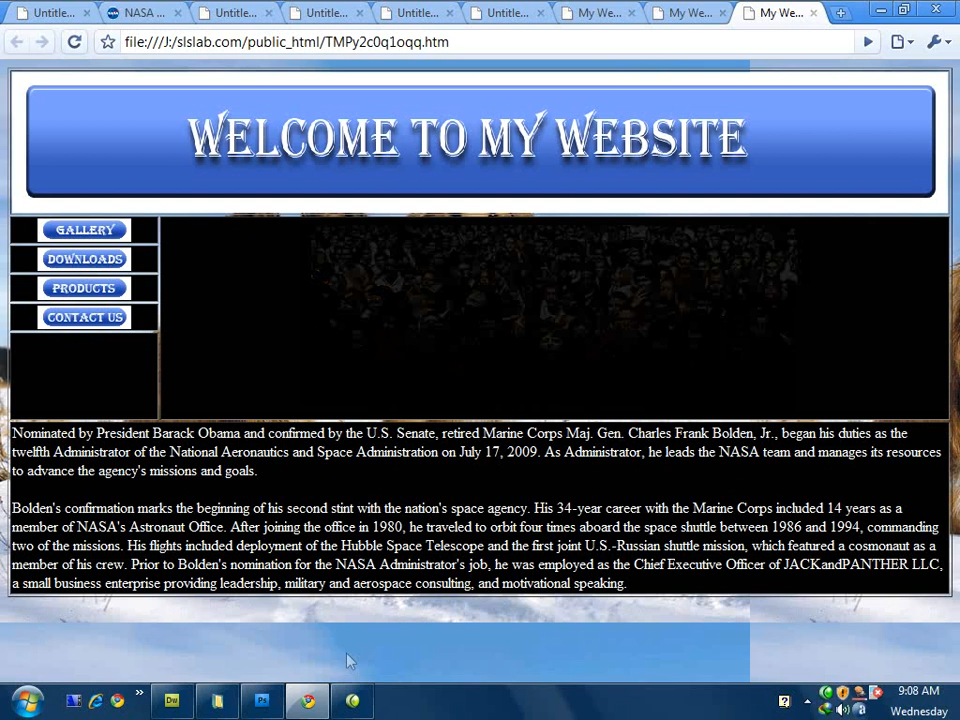 Untitle...
NASA ...
Untitle...
Untitle...
Untitle...
Untitle...
My We...
My We...
My We...
file:///J:/slslab.com/public_html/TMPy2c0q1oqq.htm
WELCOME TO MY WEBSITE
GALLERY
DOWNLOADS
PRODUCTS
CONTACT US
Nominated by President Barack Obama and confirmed by the U.S. Senate, retired Marine Corps Maj. Gen. Charles Frank Bolden, Jr., began his duties as the
twelfth Administrator of the National Aeronautics and Space Administration on July 17, 2009. As Administrator, he leads the NASA team and manages its resources
to advance the agency's missions and goals.
Bolden's confirmation marks the beginning of his second stint with the nation's space agency. His 34-year career with the Marine Corps included 14 years as a
member of NASA's Astronaut Office. After joining the office in 1980, he traveled to orbit four times aboard the space shuttle between 1986 and 1994, commanding
two of the missions. His flights included deployment of the Hubble Space Telescope and the first joint U.S.-Russian shuttle mission, which featured a cosmonaut as a
member of his crew. Prior to Bolden's nomination for the NASA Administrator's job, he was employed as the Chief Executive Officer of JACKandPANTHER LLC,
a small business enterprise providing leadership, military and aerospace consulting, and motivational speaking.
Dw
Ps
9:08 AM
Wednesday